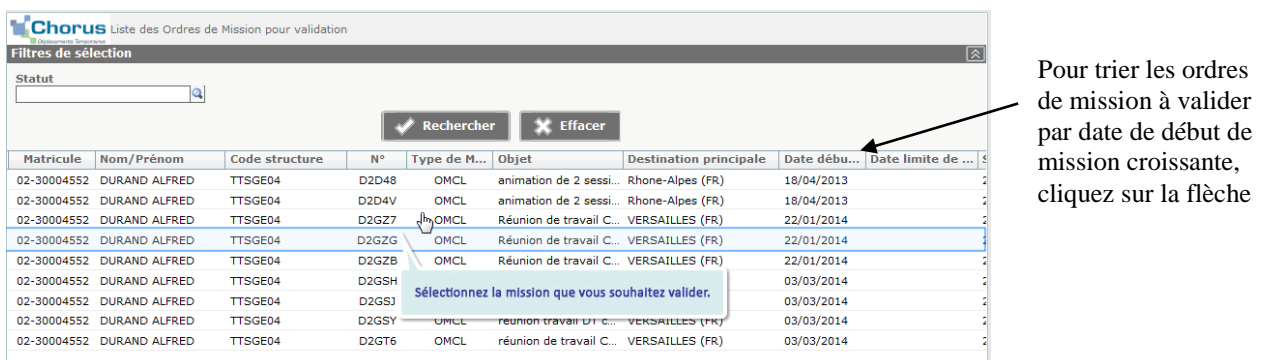 Chorus Liste des Ordres de Mission pour validation
Déplacements Temporaires
Filtres de sélection
Statut
Rechercher Effacer
Matricule Nom/Prénom Code structure N° Type de M... Objet Destination principale Date débu... Date limite de ... S
02-30004552 DURAND ALFRED TTSGE04 D2D48 OMCL animation de 2 sessi... Rhone-Alpes (FR) 18/04/2013 2
02-30004552 DURAND ALFRED TTSGE04 D2D4V OMCL animation de 2 sessi... Rhone-Alpes (FR) 18/04/2013 2
02-30004552 DURAND ALFRED TTSGE04 D2GZ7 OMCL Réunion de travail C... VERSAILLES (FR) 22/01/2014 2
02-30004552 DURAND ALFRED TTSGE04 D2GZG OMCL Réunion de travail C... VERSAILLES (FR) 22/01/2014 2
02-30004552 DURAND ALFRED TTSGE04 D2GZB OMCL Réunion de travail C... VERSAILLES (FR) 22/01/2014 2
02-30004552 DURAND ALFRED TTSGE04 D2GSH 03/03/2014 2
02-30004552 DURAND ALFRED TTSGE04 D2GSJ 03/03/2014 2
02-30004552 DURAND ALFRED TTSGE04 D2GSY OMCL réunion travail DT c... VERSAILLES (FR) 03/03/2014 2
02-30004552 DURAND ALFRED TTSGE04 D2GT6 OMCL réunion de travail C... VERSAILLES (FR) 03/03/2014 2
Sélectionnez la mission que vous souhaitez valider.
Pour trier les ordres
de mission à valider
par date de début de
mission croissante,
cliquez sur la flèche